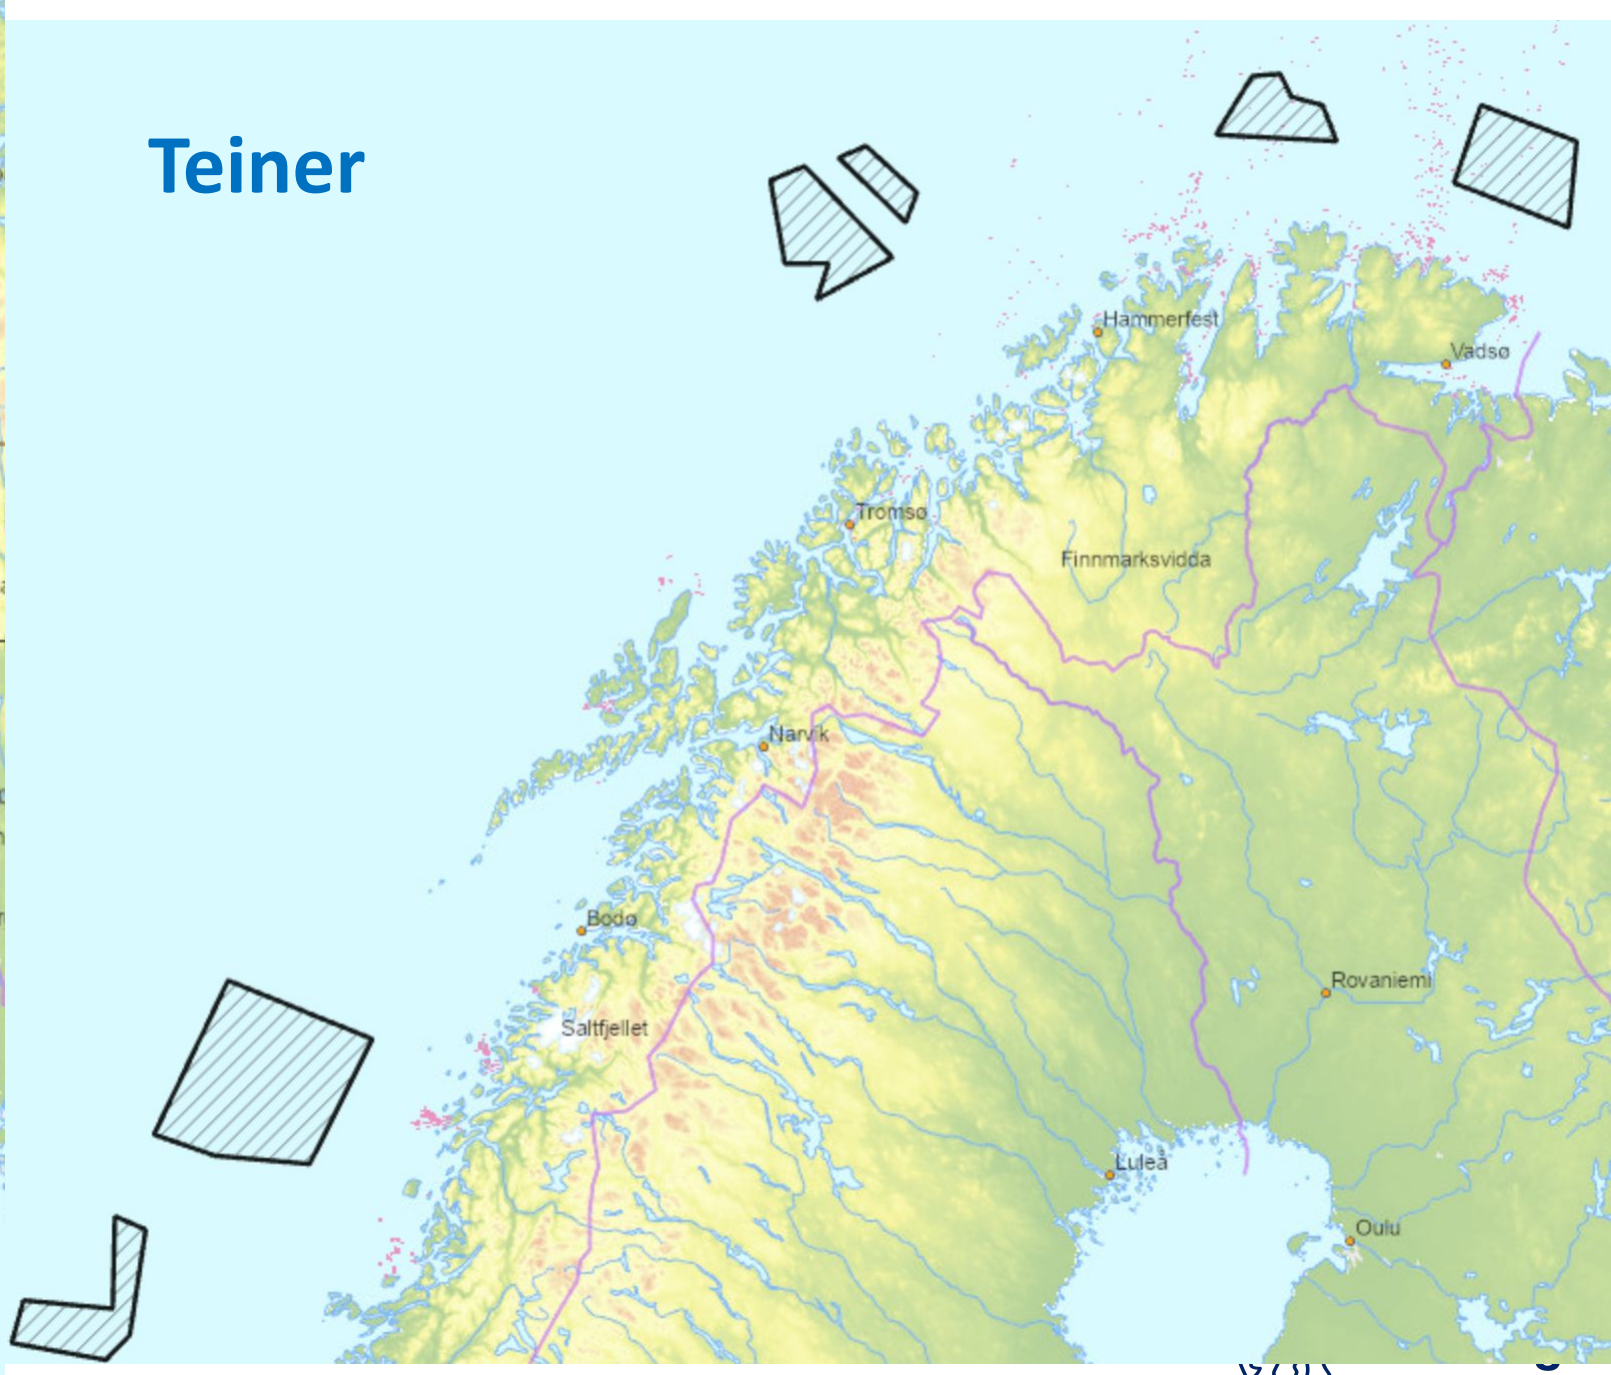 Teiner
Hammerfest
Vadsø
Tromsø
Finnmarksvidda
Narvik
Bodø
Rovaniemi
Saltfjellet
Luleå
Oulu